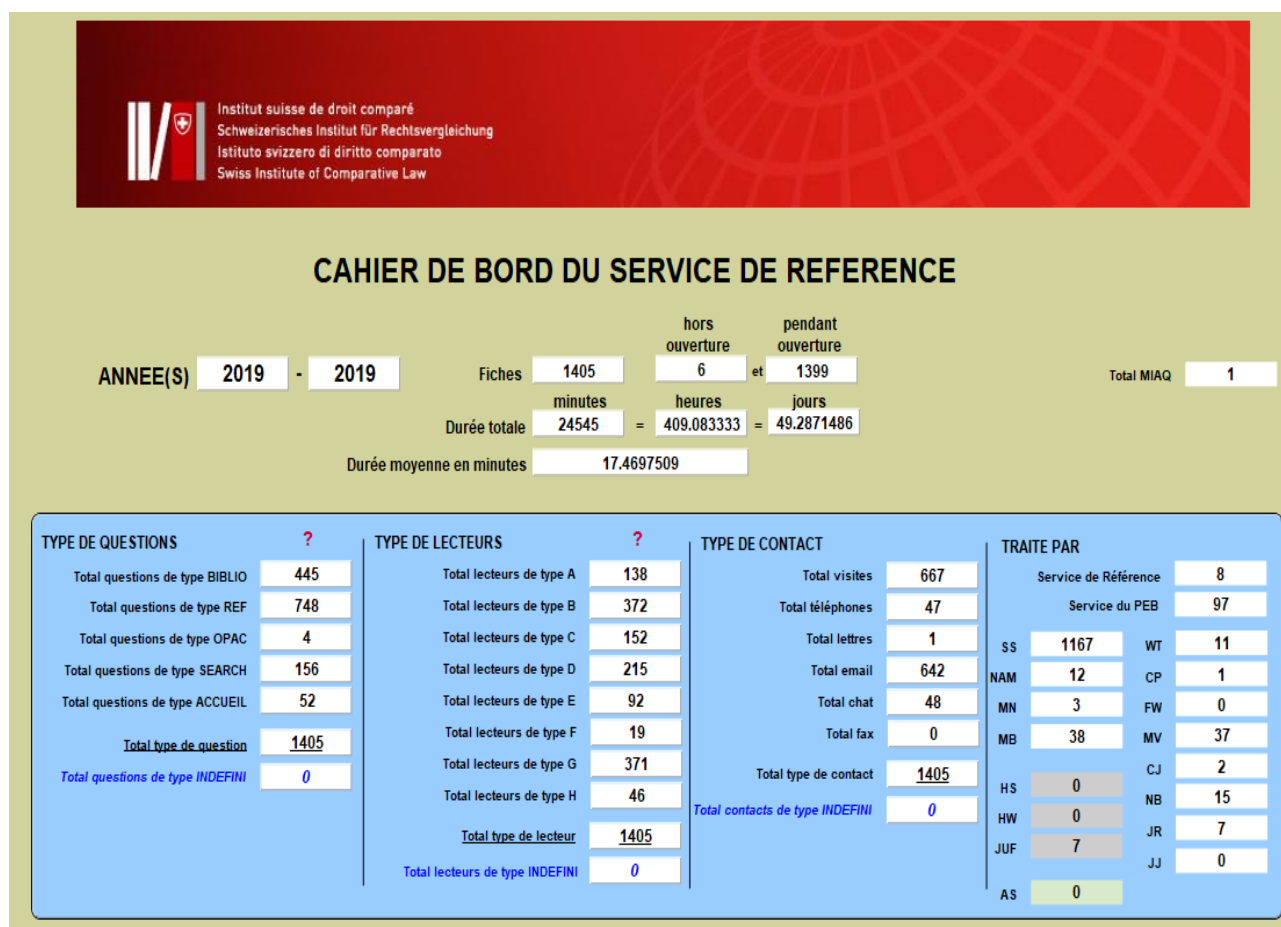 Institut suisse de droit comparé
Schweizerisches Institut für Rechtsvergleichung
Istituto svizzero di diritto comparato
Swiss Institute of Comparative Law
CAHIER DE BORD DU SERVICE DE REFERENCE
hors ouverture pendant ouverture
ANNEE(S) 2019 - 2019 Fiches 1405 6 et 1399 Total MIAQ 1
minutes heures jours
Durée totale 24545 = 409.083333 = 49.2871486
Durée moyenne en minutes 17.4697509
TYPE DE QUESTIONS ?
Total questions de type BIBLIO 445
Total questions de type REF 748
Total questions de type OPAC 4
Total questions de type SEARCH 156
Total questions de type ACCUEIL 52
Total type de question 1405
Total questions de type INDEFINI 0
TYPE DE LECTEURS ?
Total lecteurs de type A 138
Total lecteurs de type B 372
Total lecteurs de type C 152
Total lecteurs de type D 215
Total lecteurs de type E 92
Total lecteurs de type F 19
Total lecteurs de type G 371
Total lecteurs de type H 46
Total type de lecteur 1405
Total lecteurs de type INDEFINI 0
TYPE DE CONTACT
Total visites 667
Total téléphones 47
Total lettres 1
Total email 642
Total chat 48
Total fax 0
Total type de contact 1405
Total contacts de type INDEFINI 0
TRAITE PAR
Service de Référence 8
Service du PEB 97
SS 1167 WT 11
NAM 12 CP 1
MN 3 FW 0
MB 38 MV 37
CJ 2
HS 0 NB 15
HW 0 JR 7
JUF 7 JJ 0
AS 0